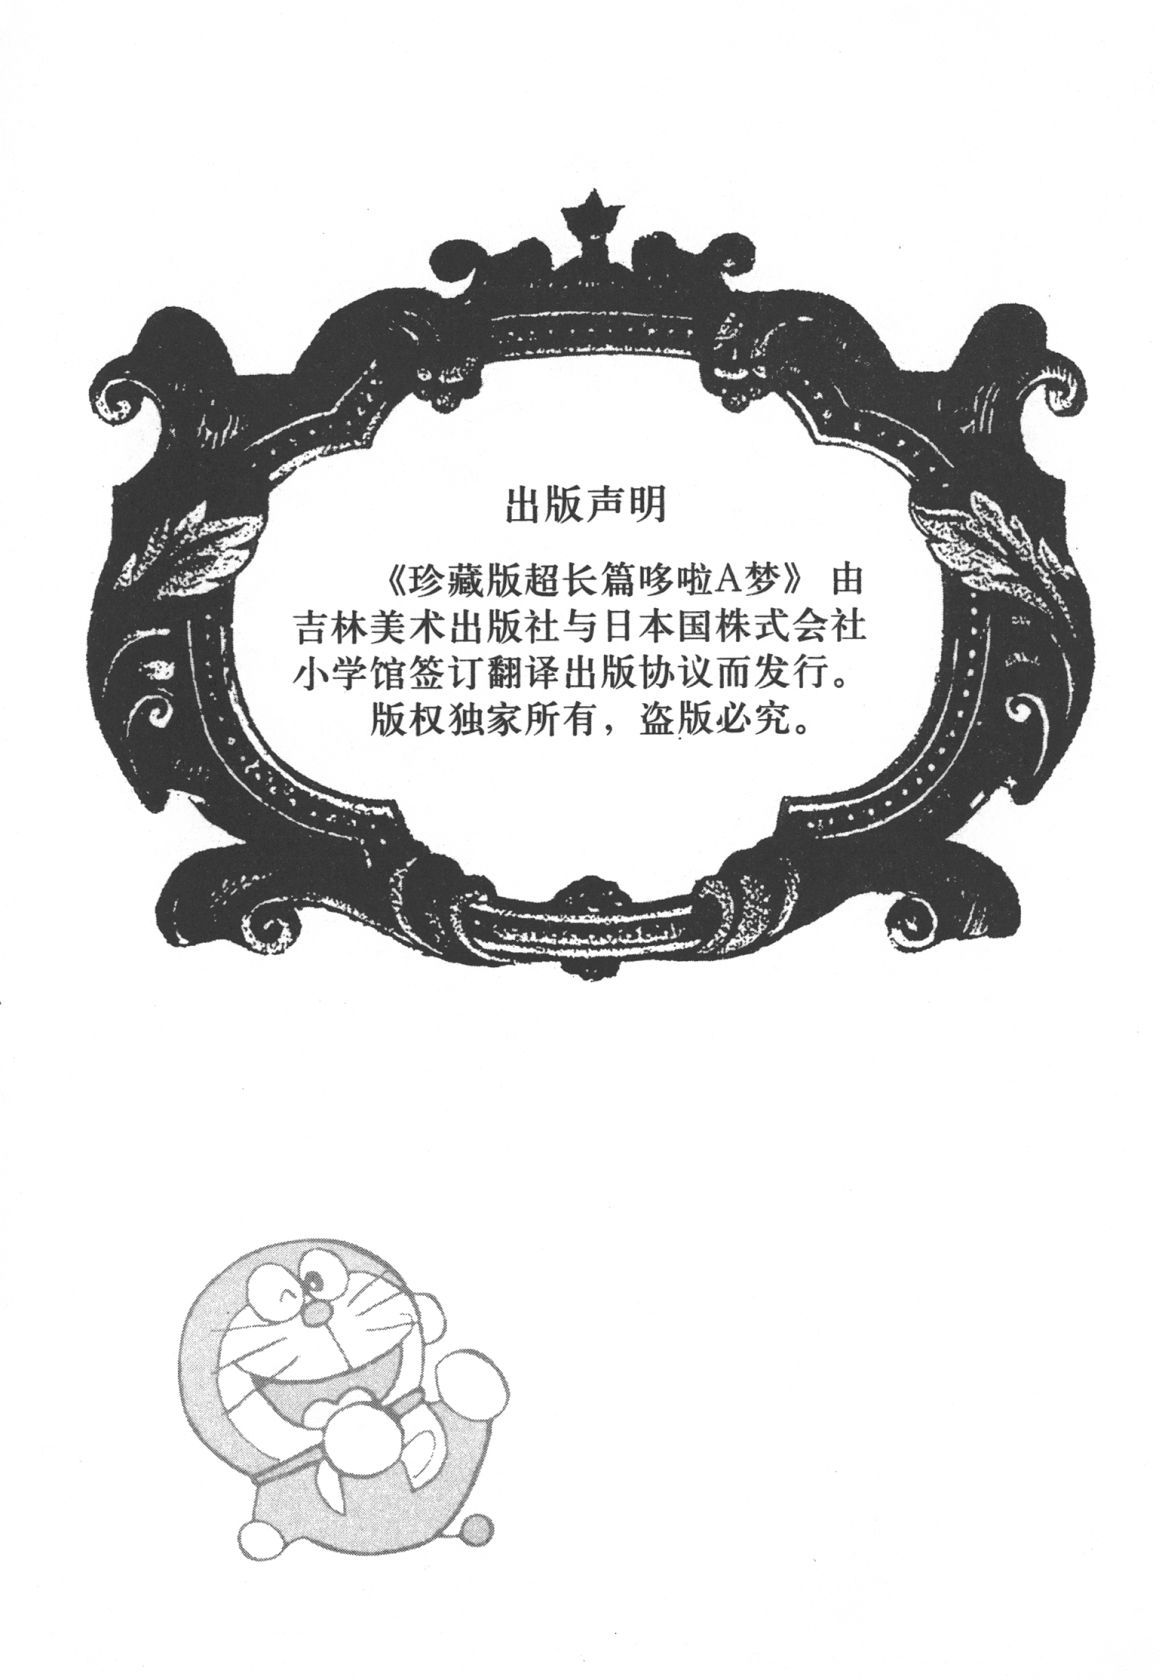 出版声明
《珍藏版超长篇哆啦A梦》 由
吉林美术出版社与日本国株式会社
小学馆签订翻译出版协议而发行。
版权独家所有，盗版必究。